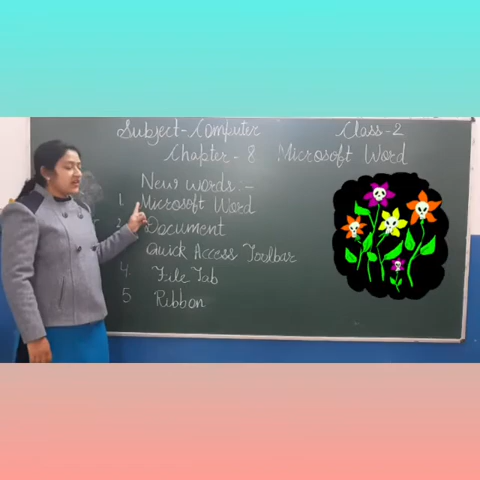 Subject-Computer Class-2
Chapter-8 Microsoft Word
New words:-
1. Microsoft Word
2. Document
Quick Access Toolbar
4 File Tab
5 Ribbon